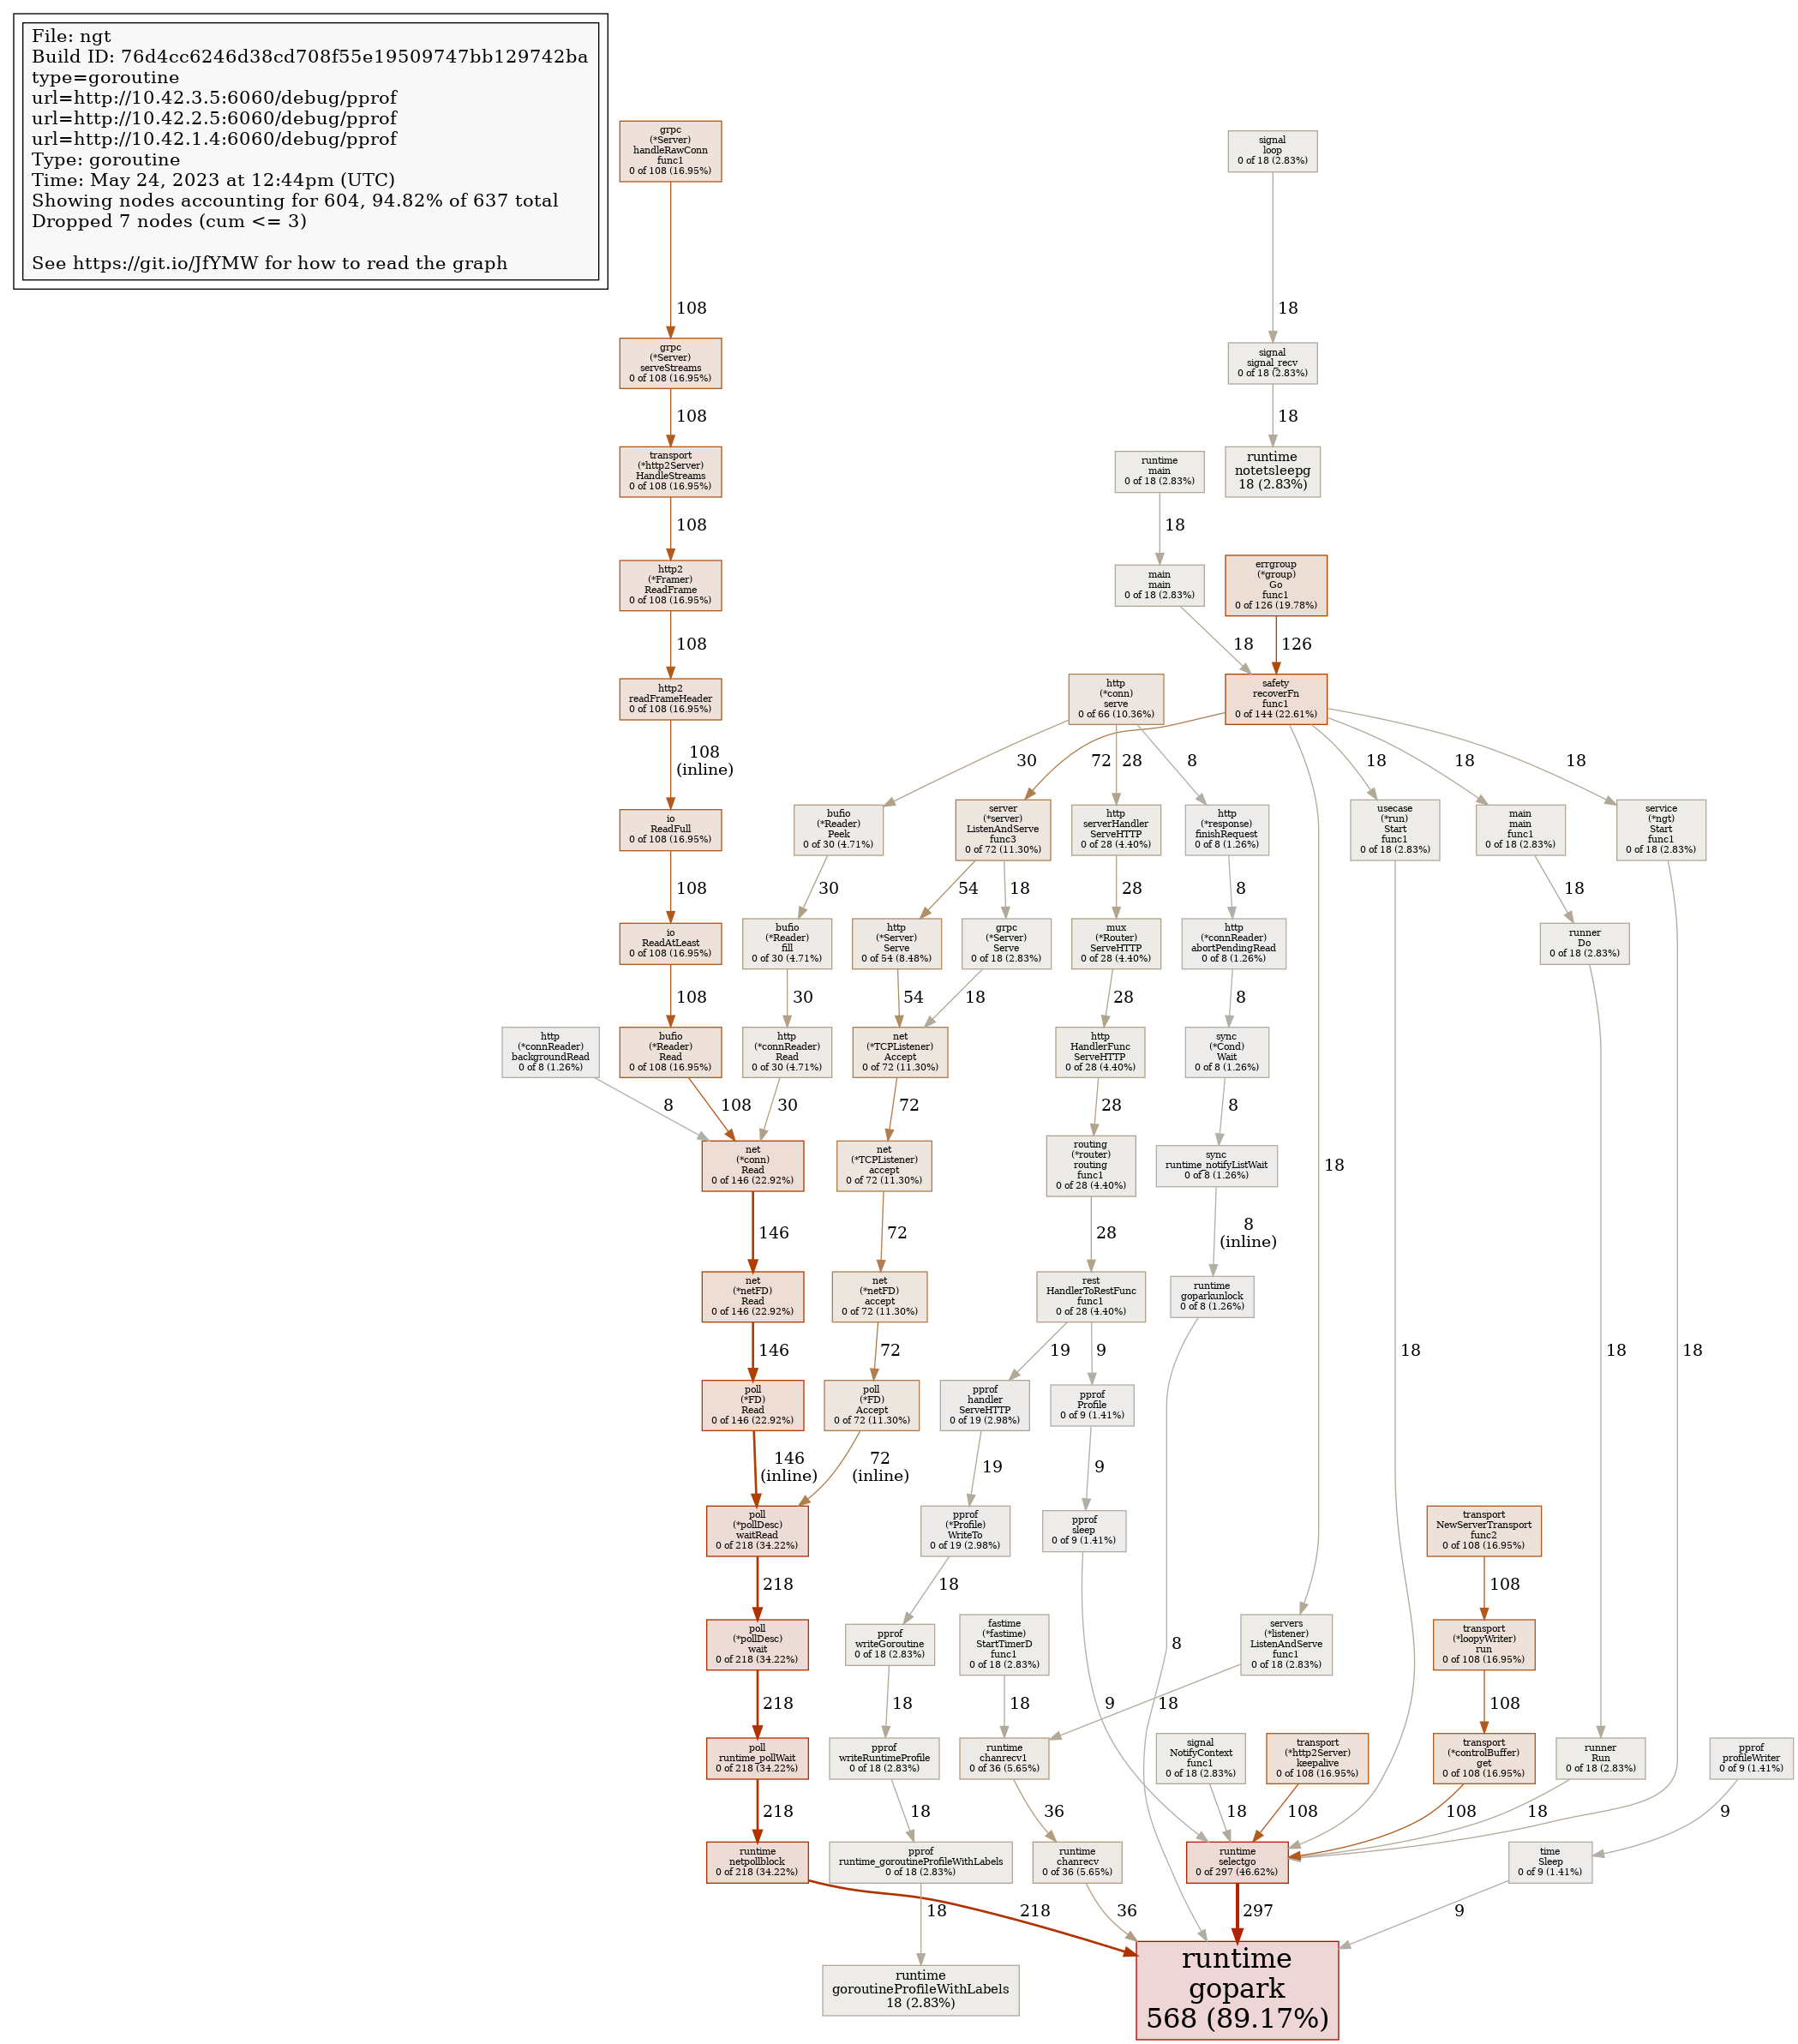 File: ngt
Build ID: 76d4cc6246d38cd708f55e19509747bb129742ba
type=goroutine
url=http://10.42.3.5:6060/debug/pprof
url=http://10.42.2.5:6060/debug/pprof
url=http://10.42.1.4:6060/debug/pprof
Type: goroutine
Time: May 24, 2023 at 12:44pm (UTC)
Showing nodes accounting for 604, 94.82% of 637 total
Dropped 7 nodes (cum <= 3)
See https://git.io/JfYMW for how to read the graph
grpc
(*Server)
handleRawConn
func1
0 of 108 (16.95%)
signal
loop
0 of 18 (2.83%)
108
18
grpc
(*Server)
serveStreams
0 of 108 (16.95%)
signal
signal_recv
0 of 18 (2.83%)
108
18
transport
(*http2Server)
HandleStreams
0 of 108 (16.95%)
runtime
main
0 of 18 (2.83%)
runtime
notetsleepg
18 (2.83%)
108
18
http2
(*Framer)
ReadFrame
0 of 108 (16.95%)
main
main
0 of 18 (2.83%)
errgroup
(*group)
Go
func1
0 of 126 (19.78%)
108
18
126
http2
readFrameHeader
0 of 108 (16.95%)
http
(*conn)
serve
0 of 66 (10.36%)
safety
recoverFn
func1
0 of 144 (22.61%)
108
(inline)
30
72
28
8
18
18
18
io
ReadFull
0 of 108 (16.95%)
bufio
(*Reader)
Peek
0 of 30 (4.71%)
server
(*server)
ListenAndServe
func3
0 of 72 (11.30%)
http
serverHandler
ServeHTTP
0 of 28 (4.40%)
http
(*response)
finishRequest
0 of 8 (1.26%)
usecase
(*run)
Start
func1
0 of 18 (2.83%)
main
main
func1
0 of 18 (2.83%)
service
(*ngt)
Start
func1
0 of 18 (2.83%)
108
30
54
18
28
8
18
io
ReadAtLeast
0 of 108 (16.95%)
bufio
(*Reader)
fill
0 of 30 (4.71%)
http
(*Server)
Serve
0 of 54 (8.48%)
grpc
(*Server)
Serve
0 of 18 (2.83%)
mux
(*Router)
ServeHTTP
0 of 28 (4.40%)
http
(*connReader)
abortPendingRead
0 of 8 (1.26%)
runner
Do
0 of 18 (2.83%)
108
30
54
18
28
8
http
(*connReader)
backgroundRead
0 of 8 (1.26%)
bufio
(*Reader)
Read
0 of 108 (16.95%)
http
(*connReader)
Read
0 of 30 (4.71%)
net
(*TCPListener)
Accept
0 of 72 (11.30%)
http
HandlerFunc
ServeHTTP
0 of 28 (4.40%)
sync
(*Cond)
Wait
0 of 8 (1.26%)
8
108
30
72
28
8
net
(*conn)
Read
0 of 146 (22.92%)
net
(*TCPListener)
accept
0 of 72 (11.30%)
routing
(*router)
routing
func1
0 of 28 (4.40%)
sync
runtime_notifyListWait
0 of 8 (1.26%)
18
146
72
28
8
(inline)
net
(*netFD)
Read
0 of 146 (22.92%)
net
(*netFD)
accept
0 of 72 (11.30%)
rest
HandlerToRestFunc
func1
0 of 28 (4.40%)
runtime
goparkunlock
0 of 8 (1.26%)
146
72
19
9
18
18
18
poll
(*FD)
Read
0 of 146 (22.92%)
poll
(*FD)
Accept
0 of 72 (11.30%)
pprof
handler
ServeHTTP
0 of 19 (2.98%)
pprof
Profile
0 of 9 (1.41%)
146
(inline)
72
(inline)
19
9
poll
(*pollDesc)
waitRead
0 of 218 (34.22%)
pprof
(*Profile)
WriteTo
0 of 19 (2.98%)
pprof
sleep
0 of 9 (1.41%)
transport
NewServerTransport
func2
0 of 108 (16.95%)
218
18
108
poll
(*pollDesc)
wait
0 of 218 (34.22%)
pprof
writeGoroutine
0 of 18 (2.83%)
fastime
(*fastime)
StartTimerD
func1
0 of 18 (2.83%)
8
servers
(*listener)
ListenAndServe
func1
0 of 18 (2.83%)
transport
(*loopyWriter)
run
0 of 108 (16.95%)
218
18
18
9
18
108
poll
runtime_pollWait
0 of 218 (34.22%)
pprof
writeRuntimeProfile
0 of 18 (2.83%)
runtime
chanrecv1
0 of 36 (5.65%)
signal
NotifyContext
func1
0 of 18 (2.83%)
transport
(*http2Server)
keepalive
0 of 108 (16.95%)
transport
(*controlBuffer)
get
0 of 108 (16.95%)
runner
Run
0 of 18 (2.83%)
pprof
profileWriter
0 of 9 (1.41%)
218
18
36
18
108
108
18
9
runtime
netpollblock
0 of 218 (34.22%)
pprof
runtime_goroutineProfileWithLabels
0 of 18 (2.83%)
runtime
chanrecv
0 of 36 (5.65%)
runtime
selectgo
0 of 297 (46.62%)
time
Sleep
0 of 9 (1.41%)
18
218
36
297
9
runtime
goroutineProfileWithLabels
18 (2.83%)
runtime
gopark
568 (89.17%)